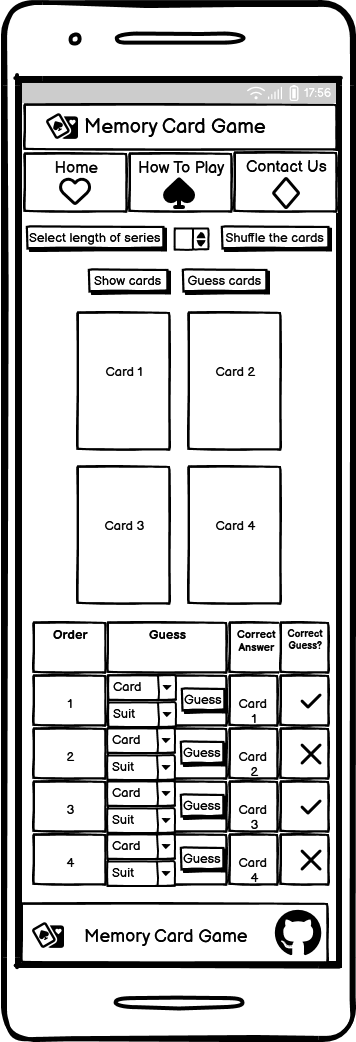 17:56
Memory Card Game
Home
How To Play
Contact Us
Select length of series
Shuffle the cards
Show cards
Guess cards
Card 1
Card 2
Card 3
Card 4
Order
Guess
Correct
Answer
Correct
Guess?
1
Card
Suit
Guess
Card
1
2
Card
Suit
Guess
Card
2
3
Card
Suit
Guess
Card
3
4
Card
Suit
Guess
Card
4
Memory Card Game